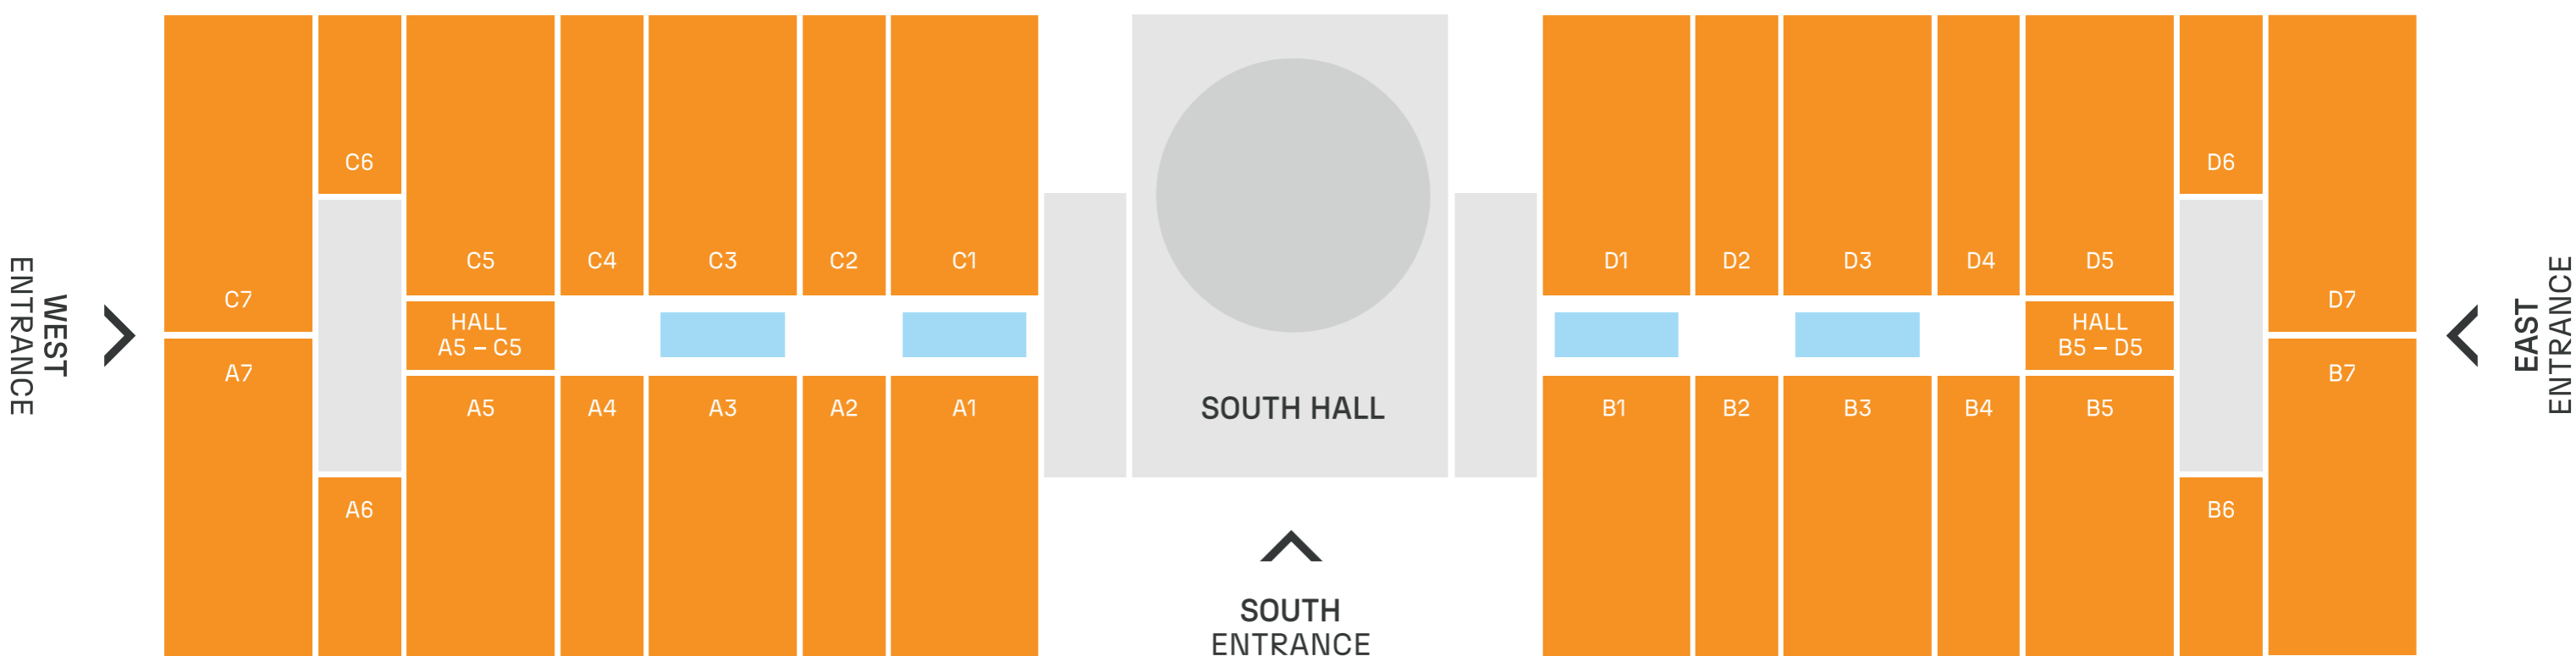 C6
D6
C5
C4
C3
C2
C1
D1
D2
D3
D4
D5
C7
D7
HALL
A5 – C5
HALL
B5 – D5
WEST
ENTRANCE
EAST
ENTRANCE
A7
B7
A5
A4
A3
A2
A1
SOUTH HALL
B1
B2
B3
B4
B5
A6
B6
SOUTH
ENTRANCE